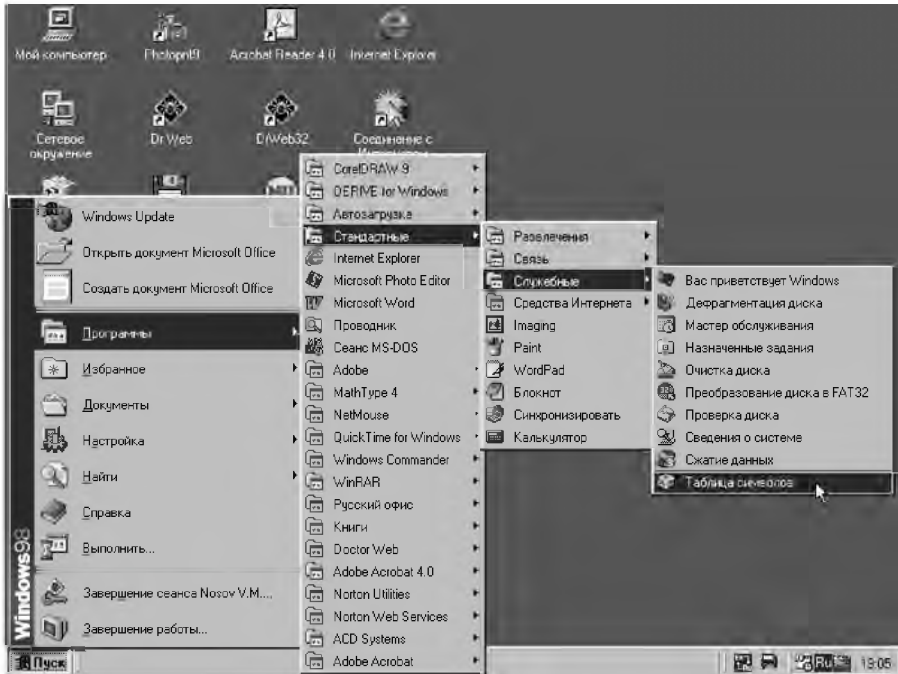 Мой компьютер
Photopnt9
Acrobat Reader 4.0
Internet Explorer
Сетевое окружение
Dr Web
DrWeb32
Соединение с
Windows Update
Открыть документ Microsoft Office
Создать документ Microsoft Office
Программы
Избранное
Документы
Настройка
Найти
Справка
Выполнить...
Завершение сеанса Nosov V.M....
Завершение работы...
Windows98
CorelDRAW 9
DERIVE for Windows
Автозагрузка
Стандартные
Internet Explorer
Microsoft Photo Editor
Microsoft Word
Проводник
Сеанс MS-DOS
Adobe
MathType 4
NetMouse
QuickTime for Windows
Windows Commander
WinRAR
Русский офис
Книги
Doctor Web
Adobe Acrobat 4.0
Norton Utilities
Norton Web Services
ACD Systems
Adobe Acrobat
Развлечения
Связь
Служебные
Средства Интернета
Imaging
Paint
WordPad
Блокнот
Синхронизировать
Калькулятор
Вас приветствует Windows
Дефрагментация диска
Мастер обслуживания
Назначенные задания
Очистка диска
Преобразование диска в FAT32
Проверка диска
Сведения о системе
Сжатие данных
Таблица символов
Пуск
Ru
19:05